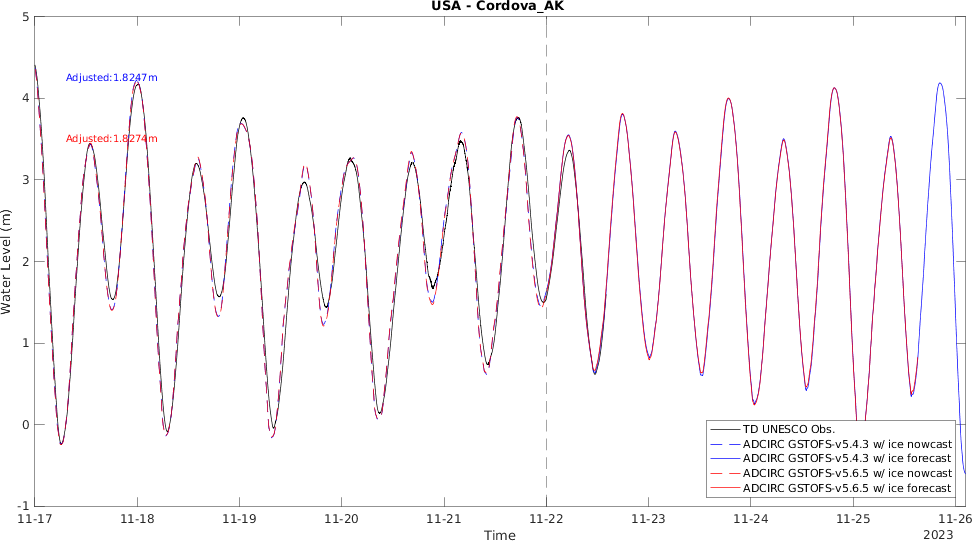 USA - Cordova_AK
5
4
3
2
1
0
-1
Water Level (m)
Adjusted:1.8247m
Adjusted:1.8274m
TD UNESCO Obs.
ADCIRC GSTOFS-v5.4.3 w/ ice nowcast
ADCIRC GSTOFS-v5.4.3 w/ ice forecast
ADCIRC GSTOFS-v5.6.5 w/ ice nowcast
ADCIRC GSTOFS-v5.6.5 w/ ice forecast
11-17 11-18 11-19 11-20 11-21 11-22 11-23 11-24 11-25 11-26
Time
2023